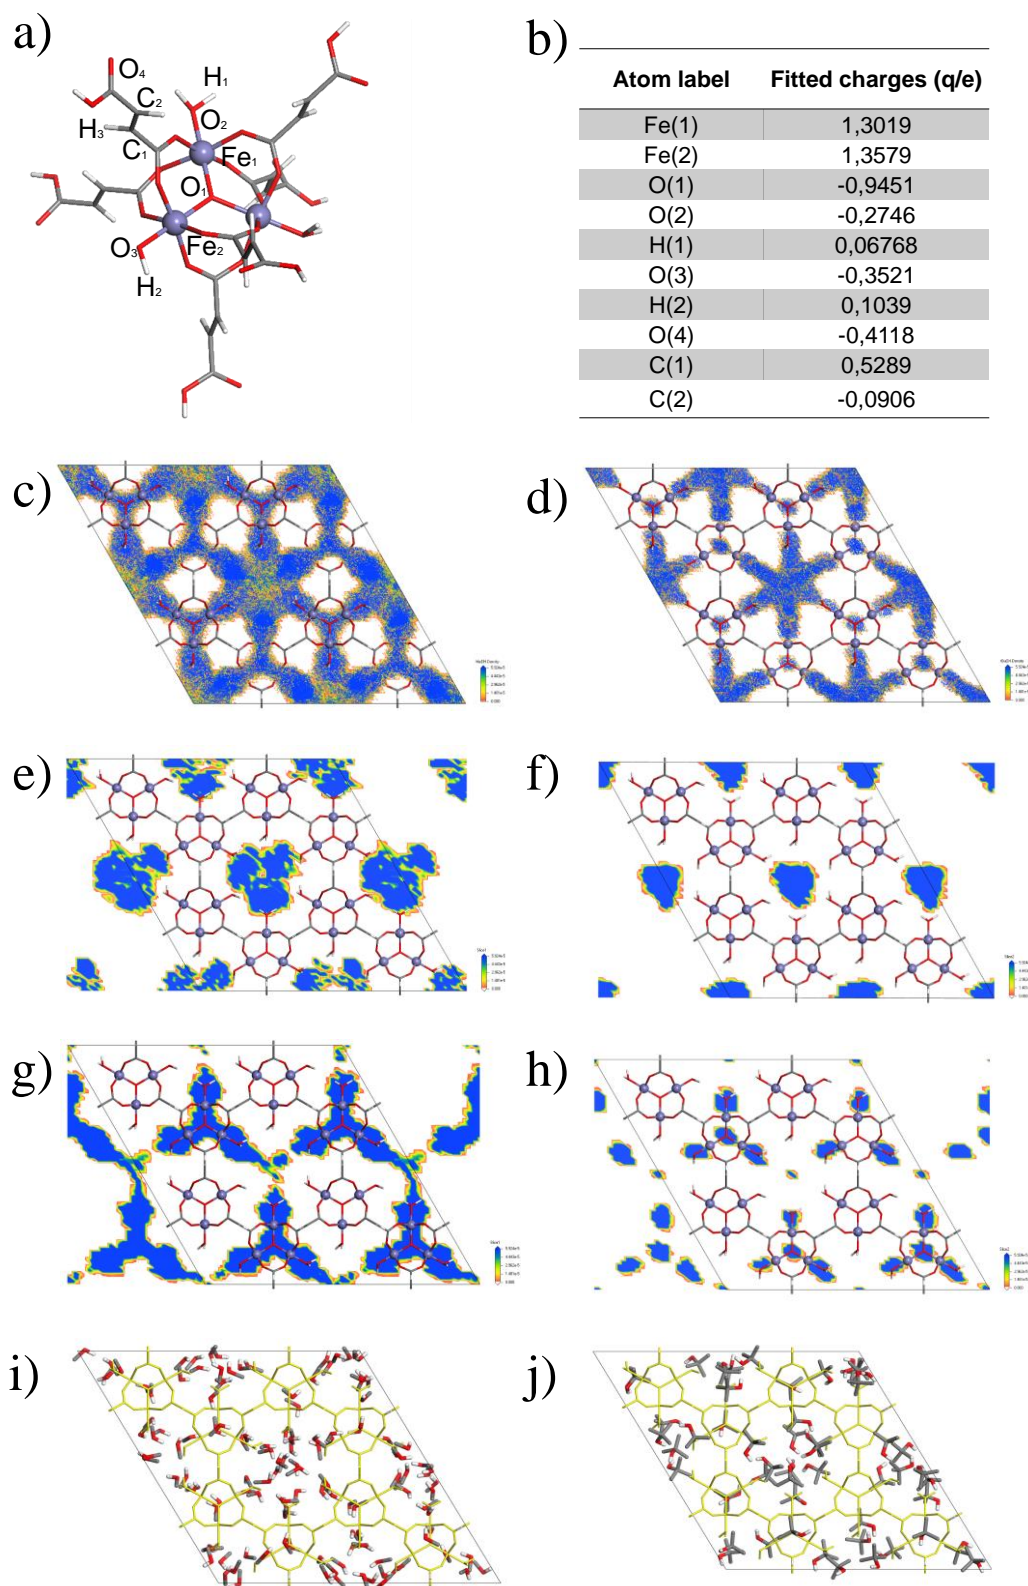 a)
b)
O4
H1
C2
O2
H3
C1
Fe1
O1
O3
Fe2
H2
Atom label Fitted charges (q/e)
Fe(1) 1,3019
Fe(2) 1,3579
O(1) -0,9451
O(2) -0,2746
H(1) 0,06768
O(3) -0,3521
H(2) 0,1039
O(4) -0,4118
C(1) 0,5289
C(2) -0,0906
c)
d)
e)
f)
g)
h)
i)
j)